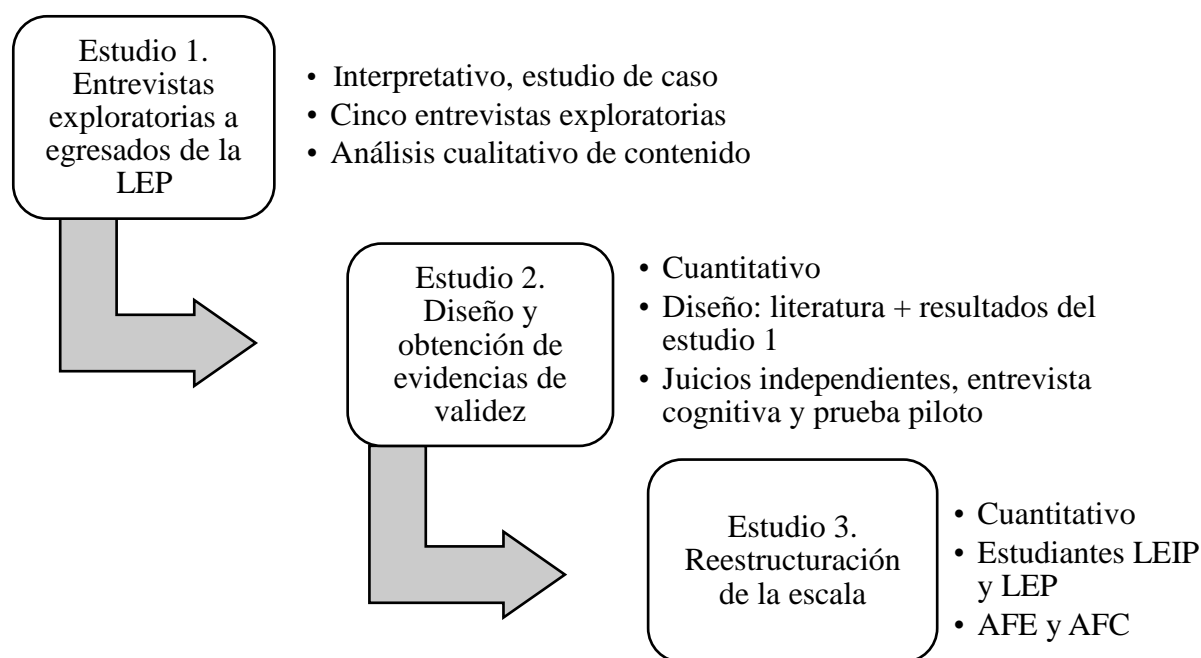 Estudio 1.
Entrevistas
exploratorias a
egresados de la
LEP
• Interpretativo, estudio de caso
• Cinco entrevistas exploratorias
• Análisis cualitativo de contenido
Estudio 2.
Diseño y
obtención de
evidencias de
validez
• Cuantitativo
• Diseño: literatura + resultados del
estudio 1
• Juicios independientes, entrevista
cognitiva y prueba piloto
Estudio 3.
Reestructuración
de la escala
• Cuantitativo
• Estudiantes LEIP
y LEP
• AFE y AFC